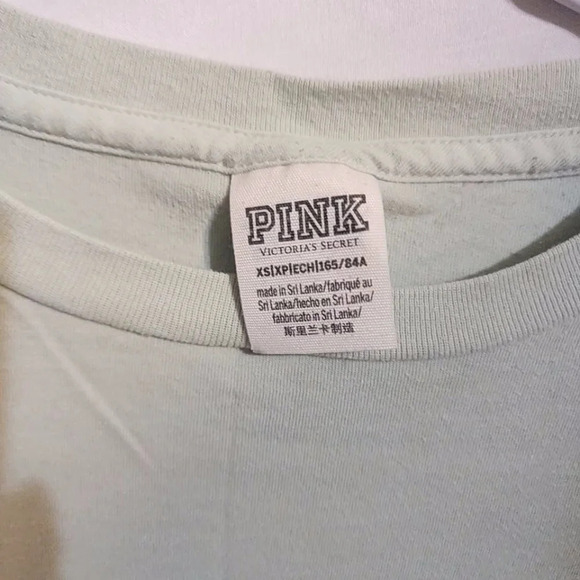 PINK
VICTORIA'S SECRET
XS|XP|ECH|165/84A
made in Sri Lanka/fabriqué au
Sri Lanka/hecho en Sri Lanka/
fabbricato in Sri Lanka/
斯里兰卡制造